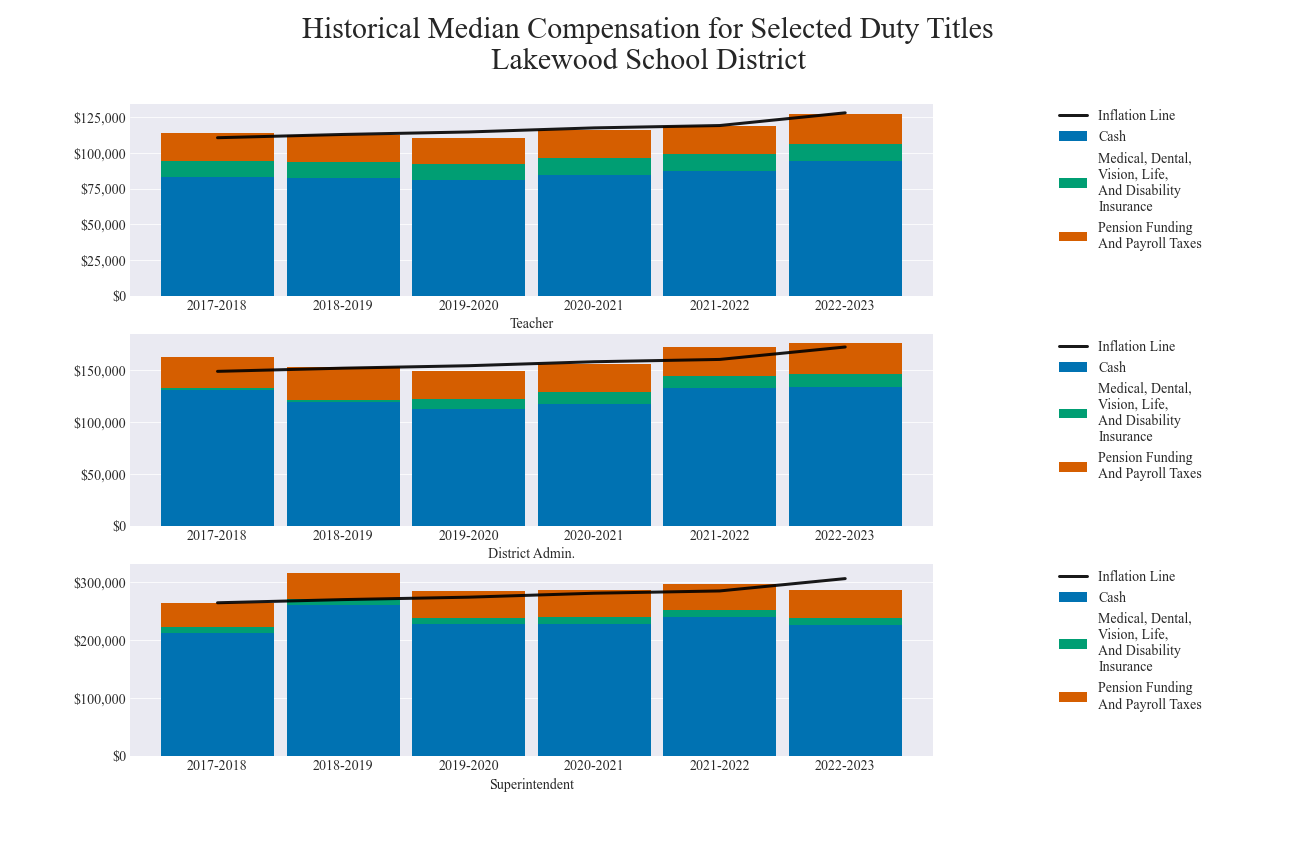 Historical Median Compensation for Selected Duty Titles
Lakewood School District
$125,000
$100,000
$75,000
$50,000
$25,000
$0
2017-2018 2018-2019 2019-2020 2020-2021 2021-2022 2022-2023
Teacher
Inflation Line
Cash
Medical, Dental,
Vision, Life,
And Disability
Insurance
Pension Funding
And Payroll Taxes
$150,000
$100,000
$50,000
$0
2017-2018 2018-2019 2019-2020 2020-2021 2021-2022 2022-2023
District Admin.
Inflation Line
Cash
Medical, Dental,
Vision, Life,
And Disability
Insurance
Pension Funding
And Payroll Taxes
$300,000
$200,000
$100,000
$0
2017-2018 2018-2019 2019-2020 2020-2021 2021-2022 2022-2023
Superintendent
Inflation Line
Cash
Medical, Dental,
Vision, Life,
And Disability
Insurance
Pension Funding
And Payroll Taxes